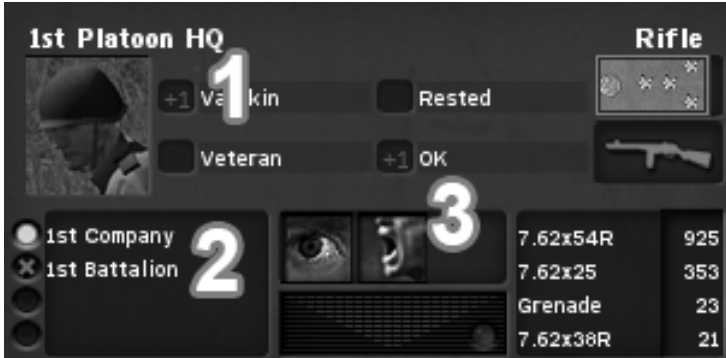 1st Platoon HQ
Rifle
1
+1
Rested
Veteran
+1 OK
3
1st Company
1st Battalion
2
7.62x54R 925
7.62x25 353
Grenade 23
7.62x38R 21